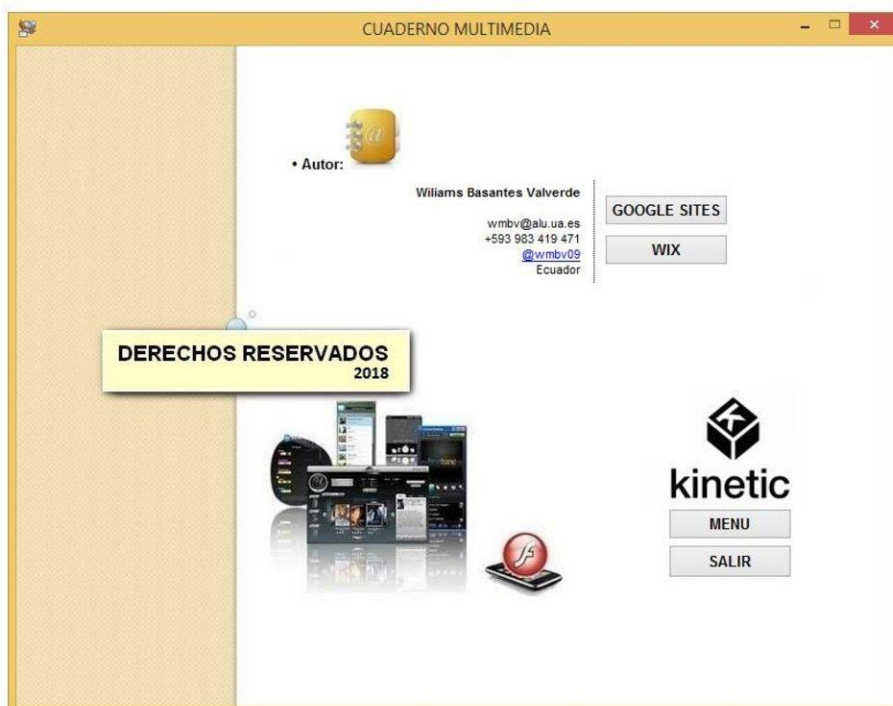 CUADERNO MULTIMEDIA
• Autor:
Wiliams Basantes Valverde
wmbv@alu.ua.es
+593 983 419 471
@wmbv09
Ecuador
GOOGLE SITES
WIX
DERECHOS RESERVADOS
2018
kinetic
MENU
SALIR